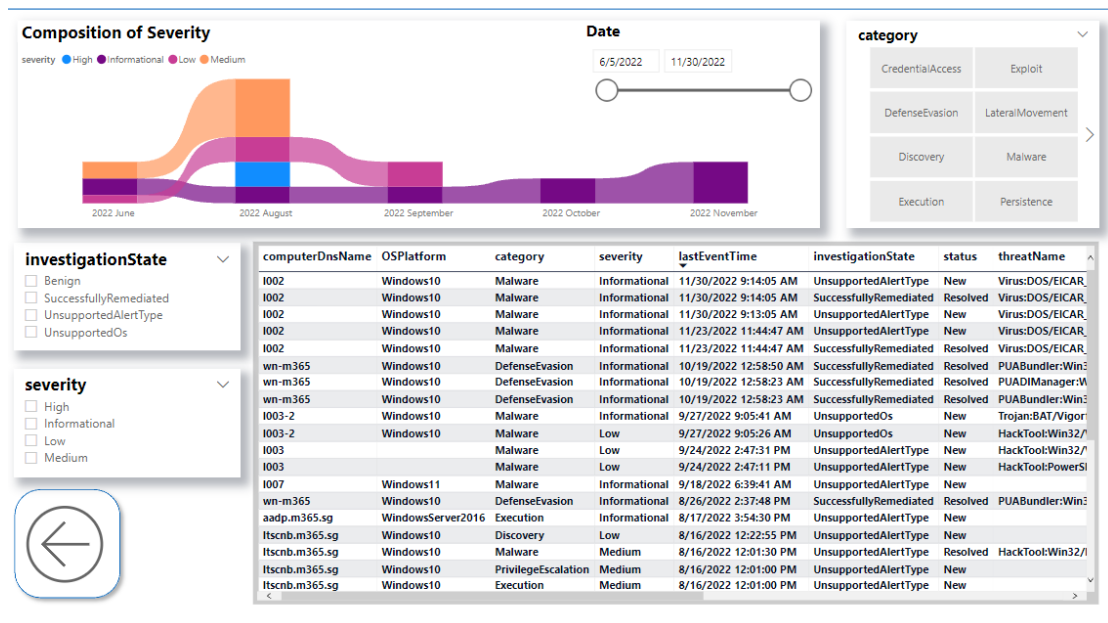 Composition of Severity
severity High Informational Low Medium
2022 June 2022 August 2022 September 2022 October 2022 November
Date
6/5/2022 11/30/2022
category
CredentialAccess Exploit
DefenseEvasion LateralMovement
Discovery Malware
Execution Persistence
investigationState
Benign
SuccessfullyRemediated
UnsupportedAlertType
UnsupportedOs
severity
High
Informational
Low
Medium
computerDnsName OSPlatform category severity lastEventTime investigationState status threatName
l002 Windows10 Malware Informational 11/30/2022 9:14:05 AM UnsupportedAlertType New Virus:DOS/EICAR_
l002 Windows10 Malware Informational 11/30/2022 9:14:05 AM SuccessfullyRemediated Resolved Virus:DOS/EICAR_
l002 Windows10 Malware Informational 11/30/2022 9:13:05 AM UnsupportedAlertType New Virus:DOS/EICAR_
l002 Windows10 Malware Informational 11/23/2022 11:44:47 AM UnsupportedAlertType New Virus:DOS/EICAR_
l002 Windows10 Malware Informational 11/23/2022 11:44:47 AM SuccessfullyRemediated Resolved Virus:DOS/EICAR_
wn-m365 Windows10 DefenseEvasion Informational 10/19/2022 12:58:50 AM SuccessfullyRemediated Resolved PUABundler:Win3
wn-m365 Windows10 DefenseEvasion Informational 10/19/2022 12:58:23 AM SuccessfullyRemediated Resolved PUADIManager:W
wn-m365 Windows10 DefenseEvasion Informational 10/19/2022 12:58:23 AM SuccessfullyRemediated Resolved PUABundler:Win3
l003-2 Windows10 Malware Informational 9/27/2022 9:05:41 AM UnsupportedOs New Trojan:BAT/Vigor
l003-2 Windows10 Malware Low 9/27/2022 9:05:26 AM UnsupportedOs New HackTool:Win32/
l003 Malware Low 9/24/2022 2:47:31 PM UnsupportedAlertType New HackTool:Win32/
l003 Malware Low 9/24/2022 2:47:11 PM UnsupportedAlertType New HackTool:PowerS
l007 Windows11 Malware Informational 9/18/2022 6:39:41 AM UnsupportedAlertType New
wn-m365 Windows10 DefenseEvasion Informational 8/26/2022 2:37:48 PM SuccessfullyRemediated Resolved PUABundler:Win3
aadp.m365.sg WindowsServer2016 Execution Informational 8/17/2022 3:54:30 PM UnsupportedAlertType New
ltscnb.m365.sg Windows10 Discovery Low 8/16/2022 12:22:55 PM UnsupportedAlertType New
ltscnb.m365.sg Windows10 Malware Medium 8/16/2022 12:01:30 PM UnsupportedAlertType Resolved HackTool:Win32/
ltscnb.m365.sg Windows10 PrivilegeEscalation Medium 8/16/2022 12:01:00 PM UnsupportedAlertType New
ltscnb.m365.sg Windows10 Execution Medium 8/16/2022 12:01:00 PM UnsupportedAlertType New